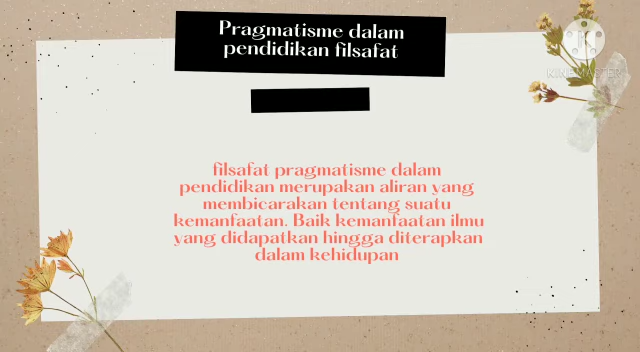 Pragmatisme dalam
pendidikan filsafat
KINEMASTER
filsafat pragmatisme dalam
pendidikan merupakan aliran yang
membicarakan tentang suatu
kemanfaatan. Baik kemanfaatan ilmu
yang didapatkan hingga diterapkan
dalam kehidupan